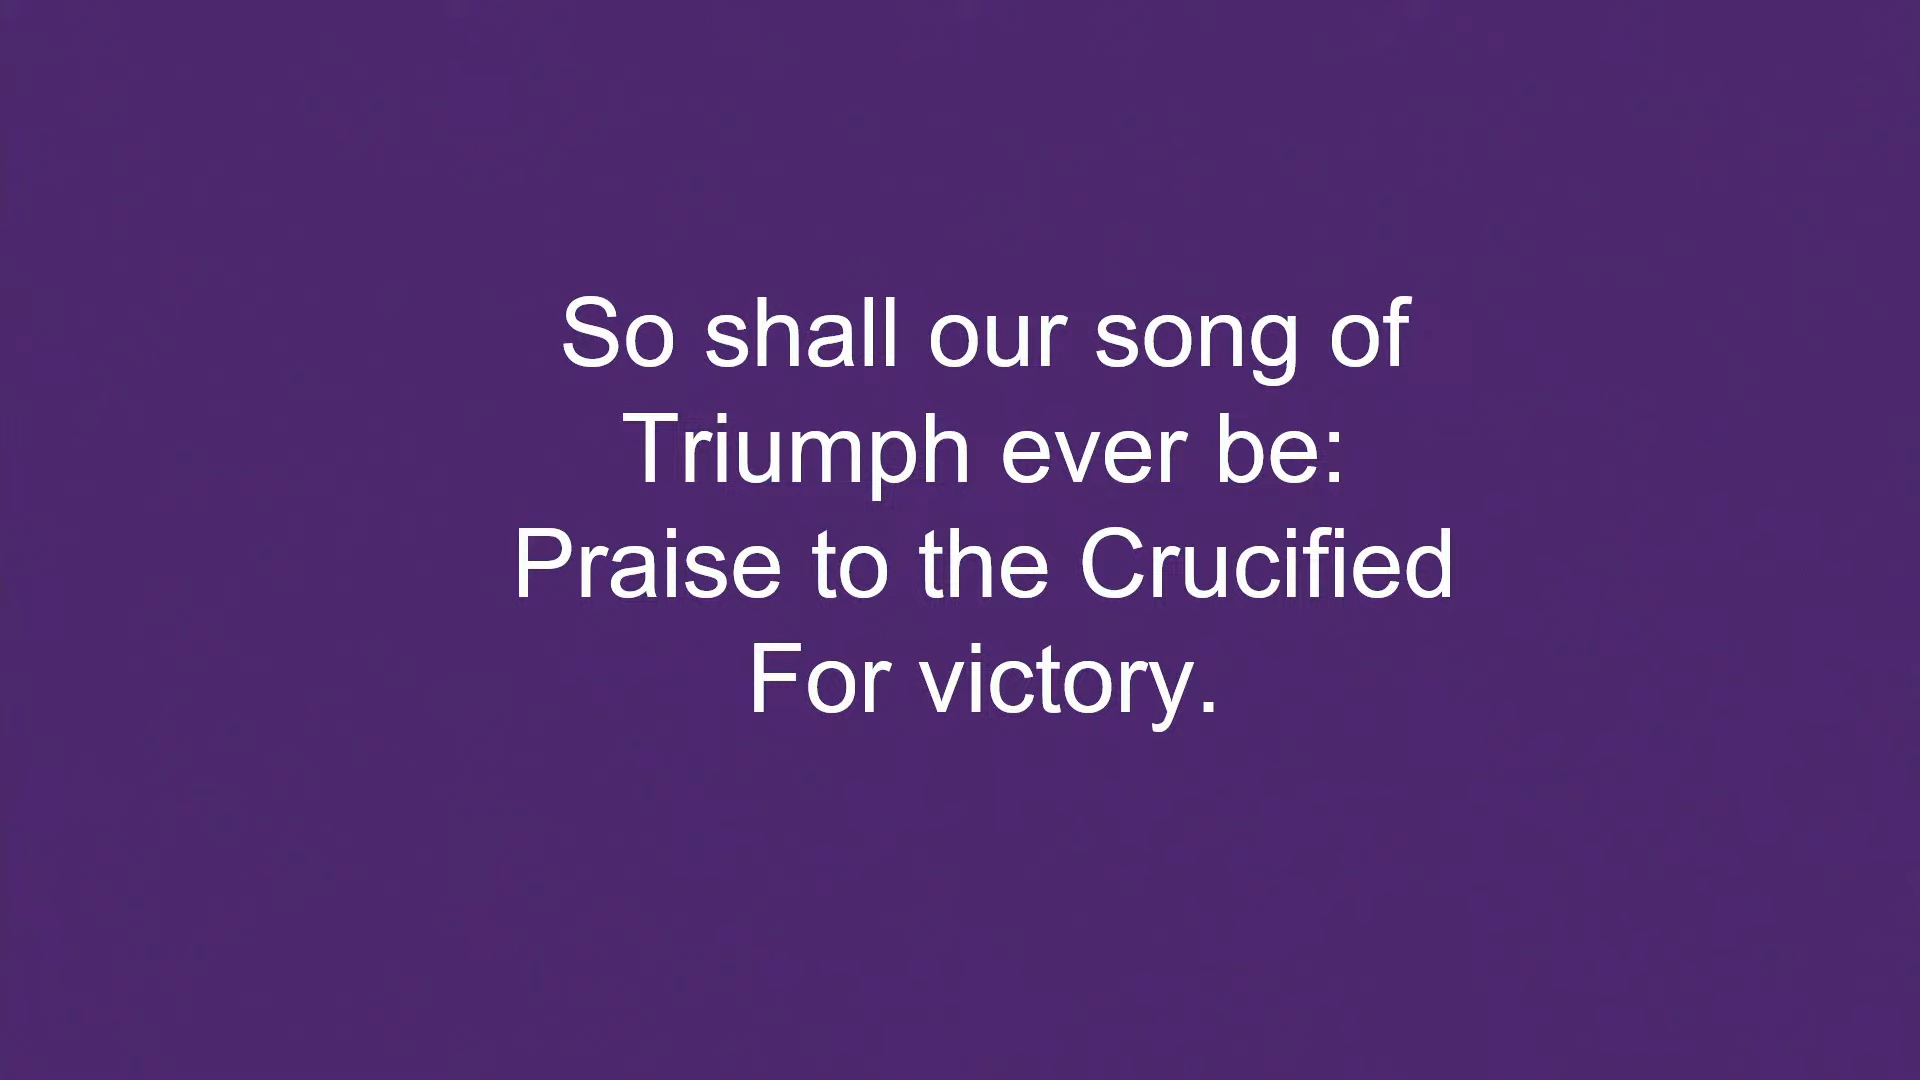 So shall our song of
Triumph ever be:
Praise to the Crucified
For victory.